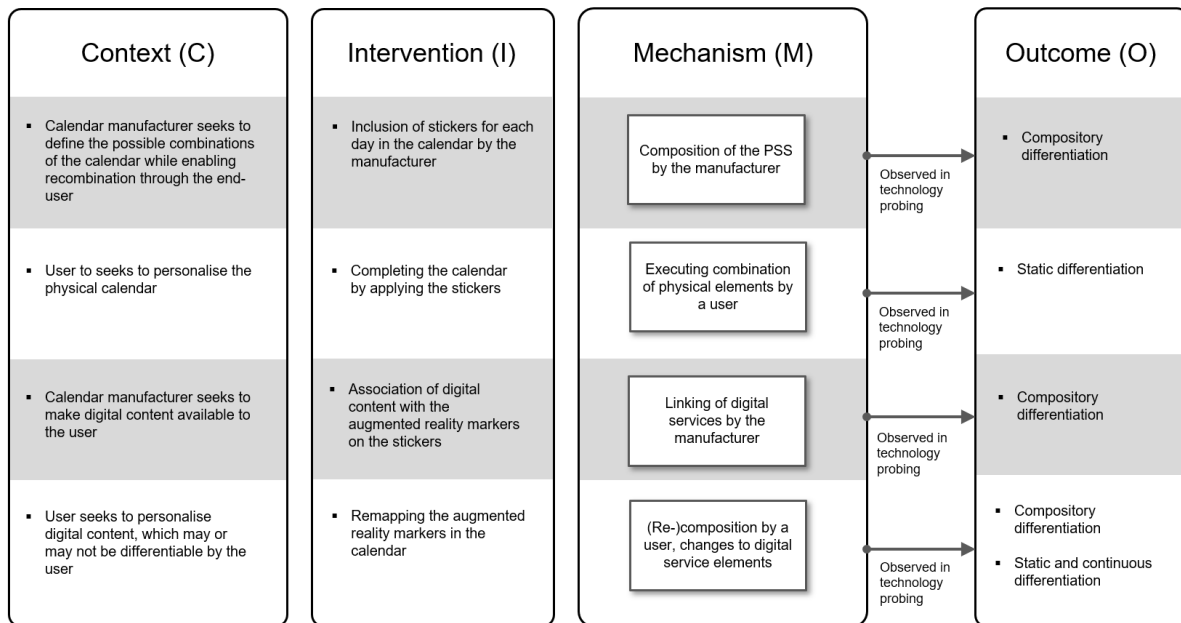 Context (C)
Intervention (I)
Mechanism (M)
Outcome (O)
▪ Calendar manufacturer seeks to
define the possible combinations
of the calendar while enabling
recombination through the end-
user
▪ Inclusion of stickers for each
day in the calendar by the
manufacturer
Composition of the PSS
by the manufacturer
Observed in
technology
probing
▪ Compository
differentiation
▪ User to seeks to personalise the
physical calendar
▪ Completing the calendar
by applying the stickers
Executing combination
of physical elements by
a user
Observed in
technology
probing
▪ Static differentiation
▪ Calendar manufacturer seeks to
make digital content available to
the user
▪ Association of digital
content with the
augmented reality markers
on the stickers
Linking of digital
services by the
manufacturer
Observed in
technology
probing
▪ Compository
differentiation
▪ User seeks to personalise
digital content, which may or
may not be differentiable by the
user
▪ Remapping the augmented
reality markers in the
calendar
(Re-)composition by a
user, changes to digital
service elements
Observed in
technology
probing
▪ Compository
differentiation
▪ Static and continuous
differentiation